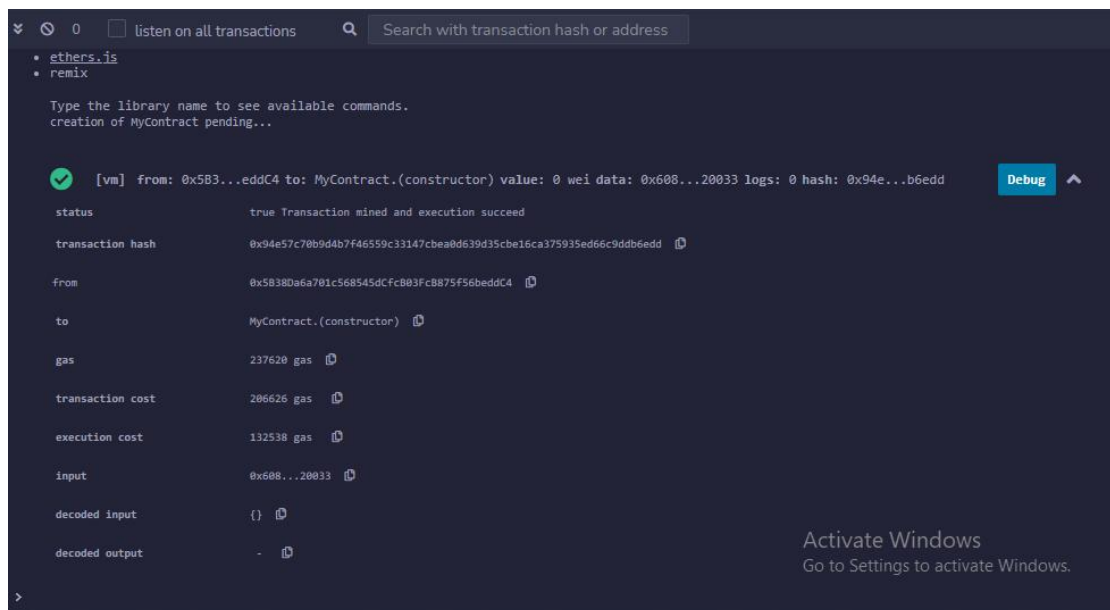 0 listen on all transactions Search with transaction hash or address
• ethers.js
• remix
Type the library name to see available commands.
creation of MyContract pending...
[vm] from: 0x5B3...eddC4 to: MyContract.(constructor) value: 0 wei data: 0x608...20033 logs: 0 hash: 0x94e...b6edd Debug
status true Transaction mined and execution succeed
transaction hash 0x94e57c70b9d4b7f46559c33147cbea0d639d35cbe16ca375935ed66c9ddb6edd
from 0x5B38Da6a701c568545dCfcB03FcB875f56beddC4
to MyContract.(constructor)
gas 237620 gas
transaction cost 206626 gas
execution cost 132538 gas
input 0x608...20033
decoded input {}
decoded output -
Activate Windows
Go to Settings to activate Windows.
>